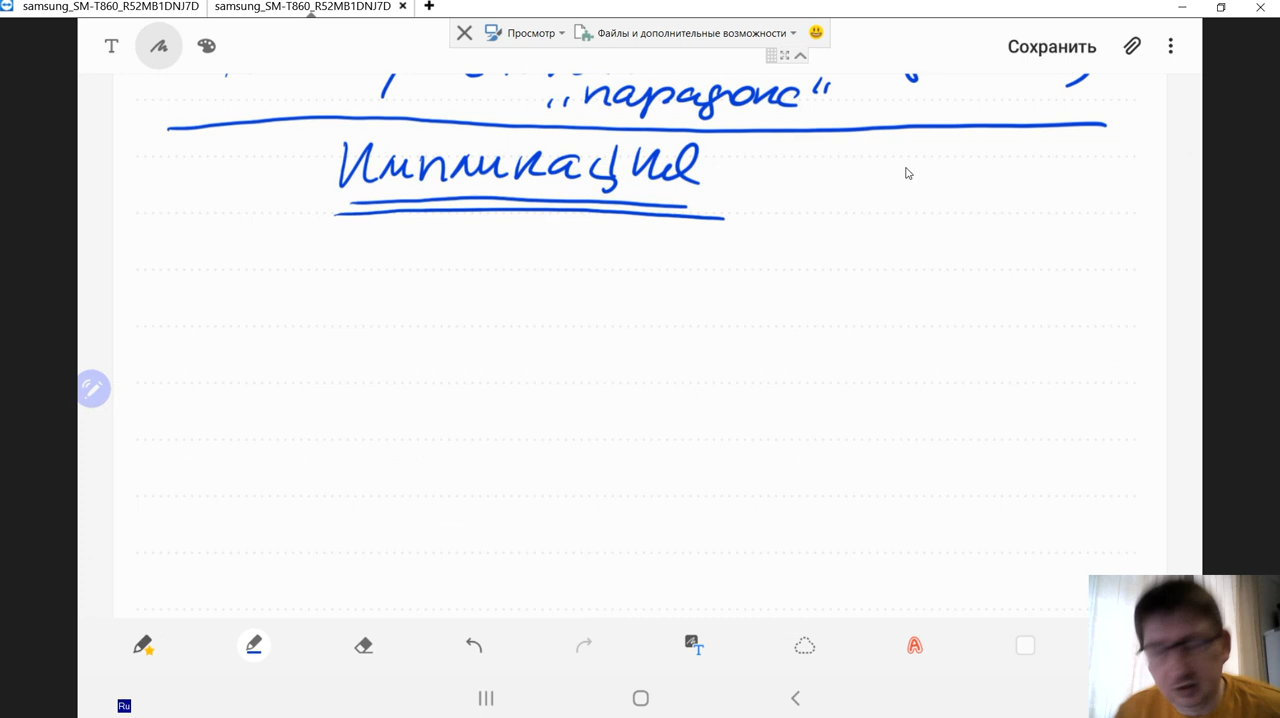 samsung_SM-T860_R52MB1DNJ7D samsung_SM-T860_R52MB1DNJ7D
Просмотр Файлы и дополнительные возможности
T Сохранить
„парадокс“
Импликация
T A
Ru